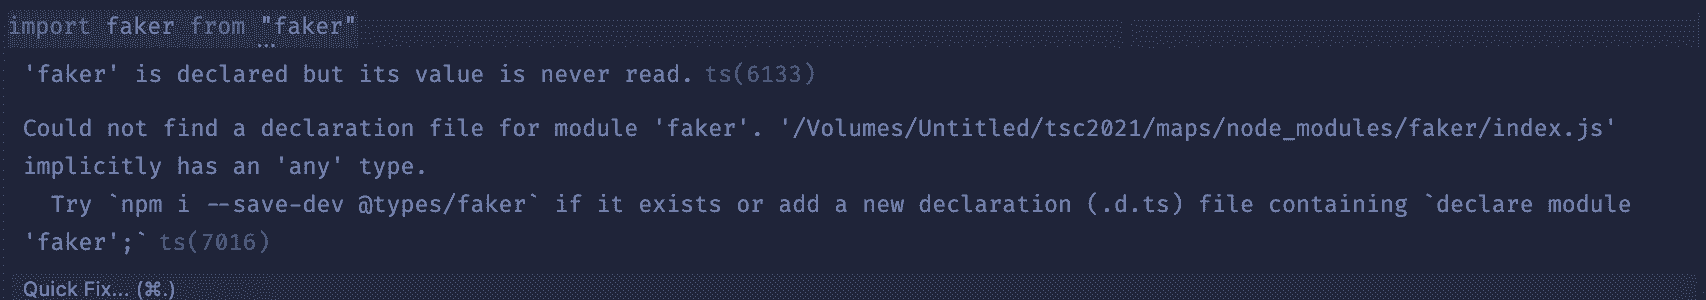 import faker from "faker"
'faker' is declared but its value is never read. ts(6133)
Could not find a declaration file for module 'faker'. '/Volumes/Untitled/tsc2021/maps/node_modules/faker/index.js'
implicitly has an 'any' type.
Try `npm i --save-dev @types/faker` if it exists or add a new declaration (.d.ts) file containing `declare module
'faker';` ts(7016)
Quick Fix... (⌘.)